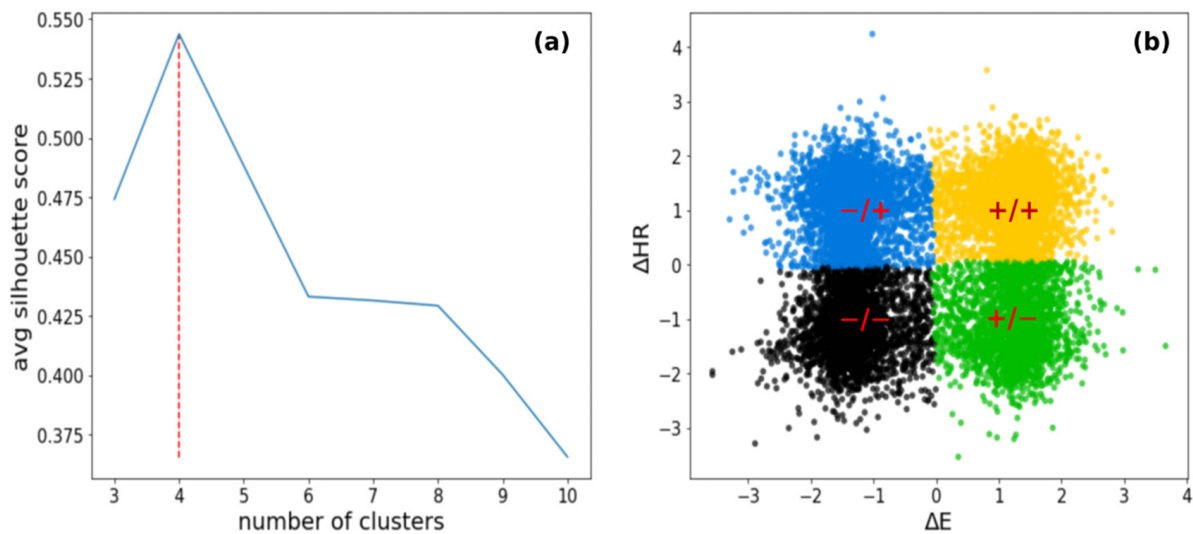 (a)
avg silhouette score
0.550
0.525
0.500
0.475
0.450
0.425
0.400
0.375
3 4 5 6 7 8 9 10
number of clusters
(b)
ΔHR
4
3
2
1
0
−1
−2
−3
−/+ +/+
−/− +/−
−3 −2 −1 0 1 2 3 4
ΔE